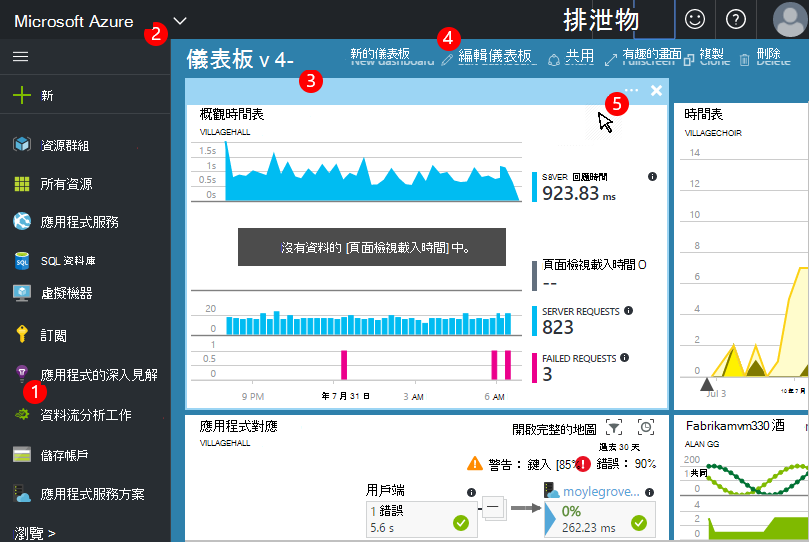 Microsoft Azure
2
排泄物
儀表板 v 4-
新的儀表板
4
編輯儀表板
共用
有趣的畫面
複製
刪除
New dashboard
Fullscreen
Clone
Delete
3
5
新
資源群組
所有資源
應用程式服務
SQL 資料庫
虛擬機器
訂閱
應用程式的深入見解
1
資料流分析工作
儲存帳戶
應用程式服務方案
瀏覽 >
概觀時間表
VILLAGEHALL
1.5s
1s
0.5s
0s
回應時間
923.83 ms
沒有資料的 [頁面檢視載入時間] 中。
頁面檢視載入時間 O
--
20
0
SERVER REQUESTS
823
1
0.5
0
FAILED REQUESTS
3
9 PM
年 7 月 31 日
3 AM
6 AM
時間表
VILLAGECHOIR
14
10
8
6
4
2
0
Jul 3
應用程式對應
VILLAGEHALL
開啟完整的地圖
過去 30 天
警告： 鍵入 [85%
錯誤： 90%
用戶端
1 錯誤
5.6 s
moylegrove...
0%
262.23 ms
Fabrikamvm330 酒
ALAN GG
200
1共同
0
4
2
0